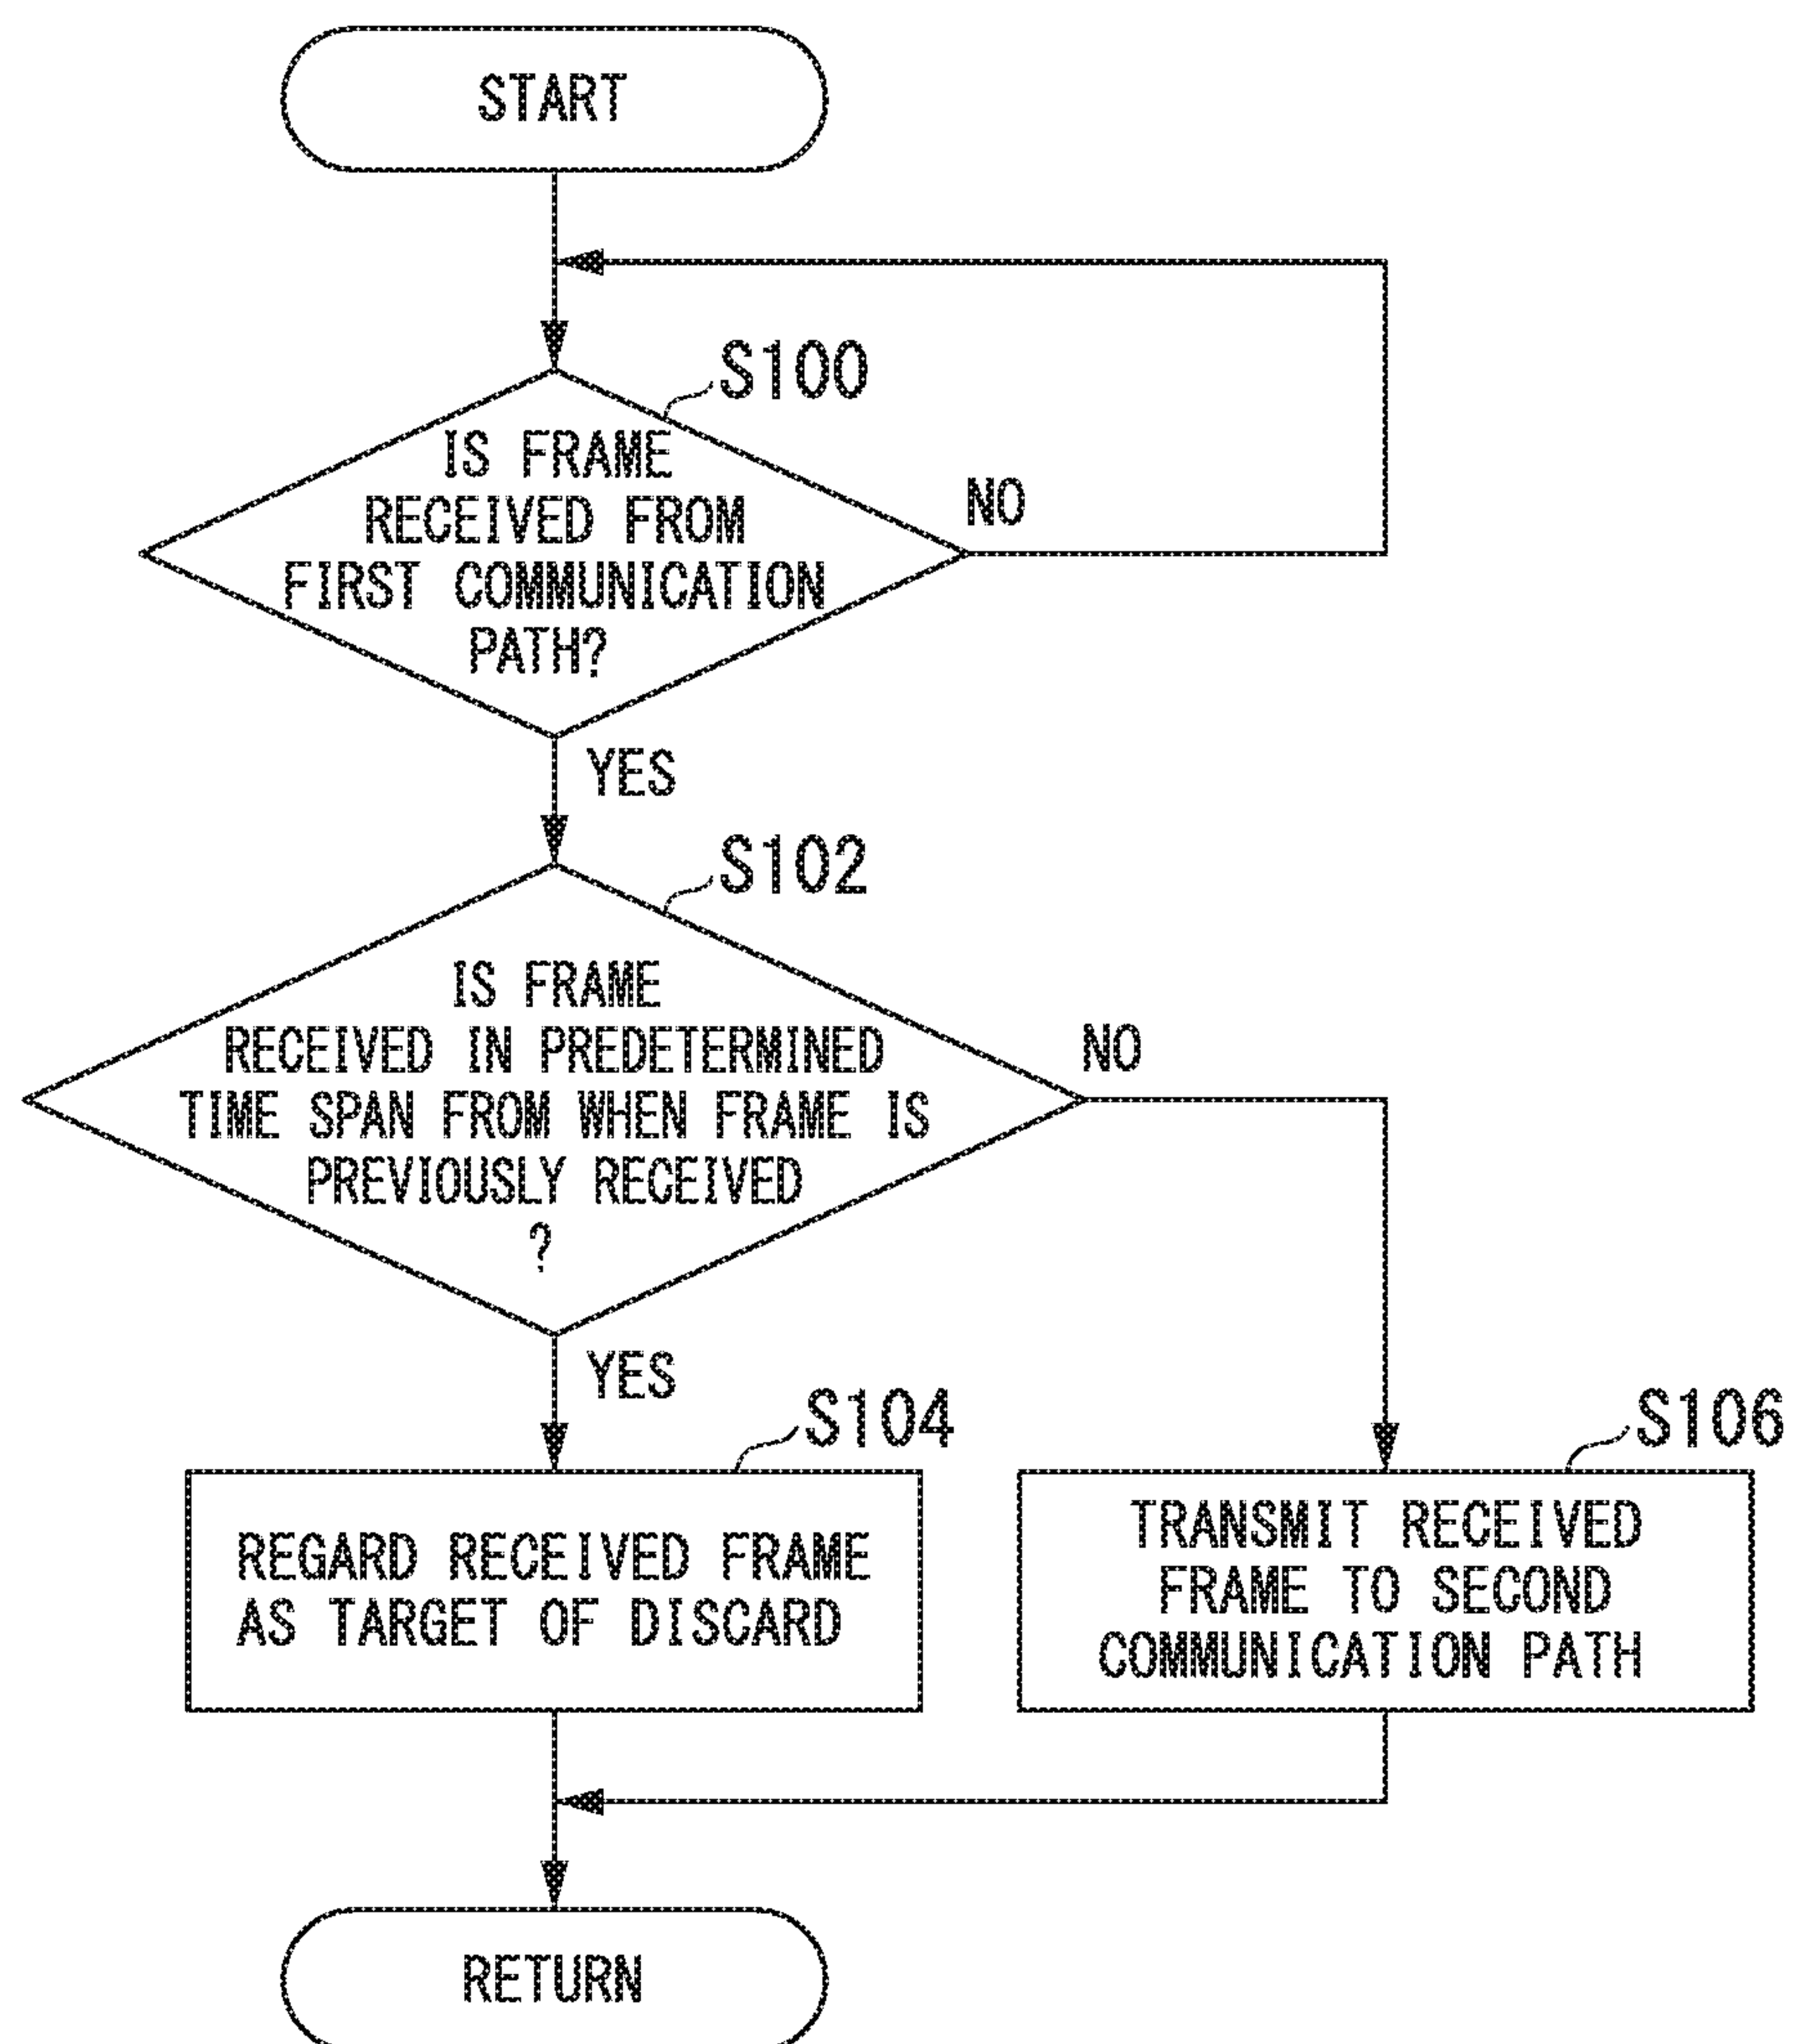 START
S100
IS FRAME
RECEIVED FROM
FIRST COMMUNICATION
PATH?
NO
YES
S102
IS FRAME
RECEIVED IN PREDETERMINED
TIME SPAN FROM WHEN FRAME IS
PREVIOUSLY RECEIVED
?
NO
YES
S104
REGARD RECEIVED FRAME
AS TARGET OF DISCARD
S106
TRANSMIT RECEIVED
FRAME TO SECOND
COMMUNICATION PATH
RETURN